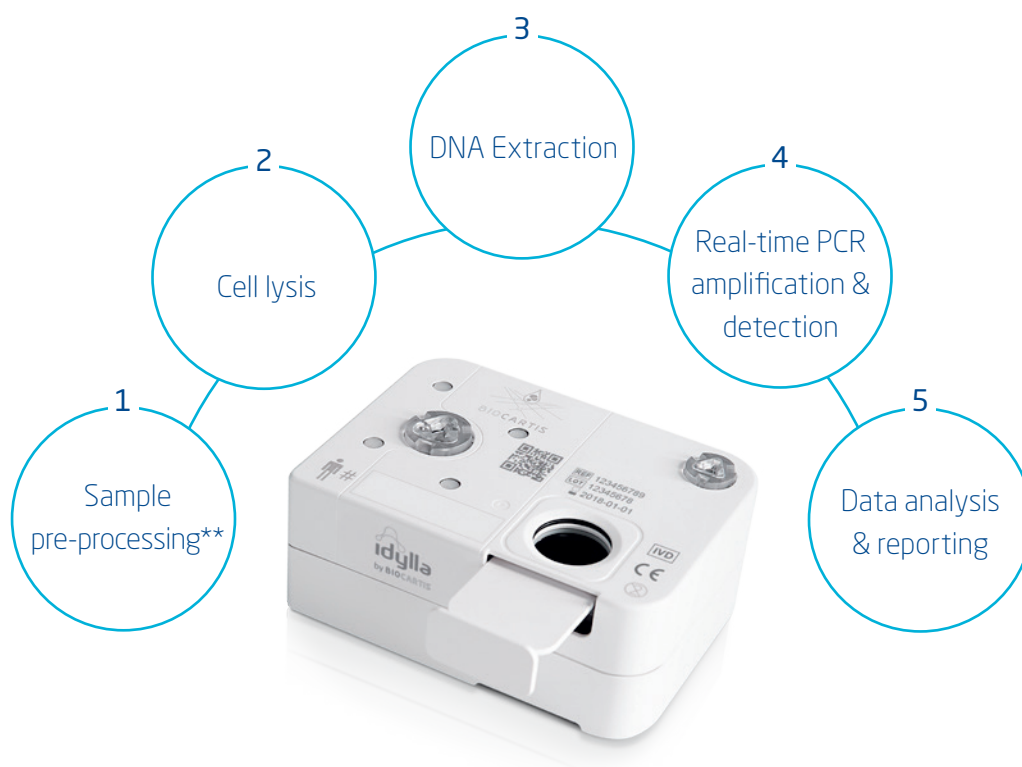 3
DNA Extraction
2
Cell lysis
4
Real-time PCR
amplification &
detection
1
Sample
pre-processing**
5
Data analysis
& reporting
BIOCARTIS
#
REF 123456789
LOT 12345678
2018-01-01
idylla
by BIOCARTIS
IVD
CE